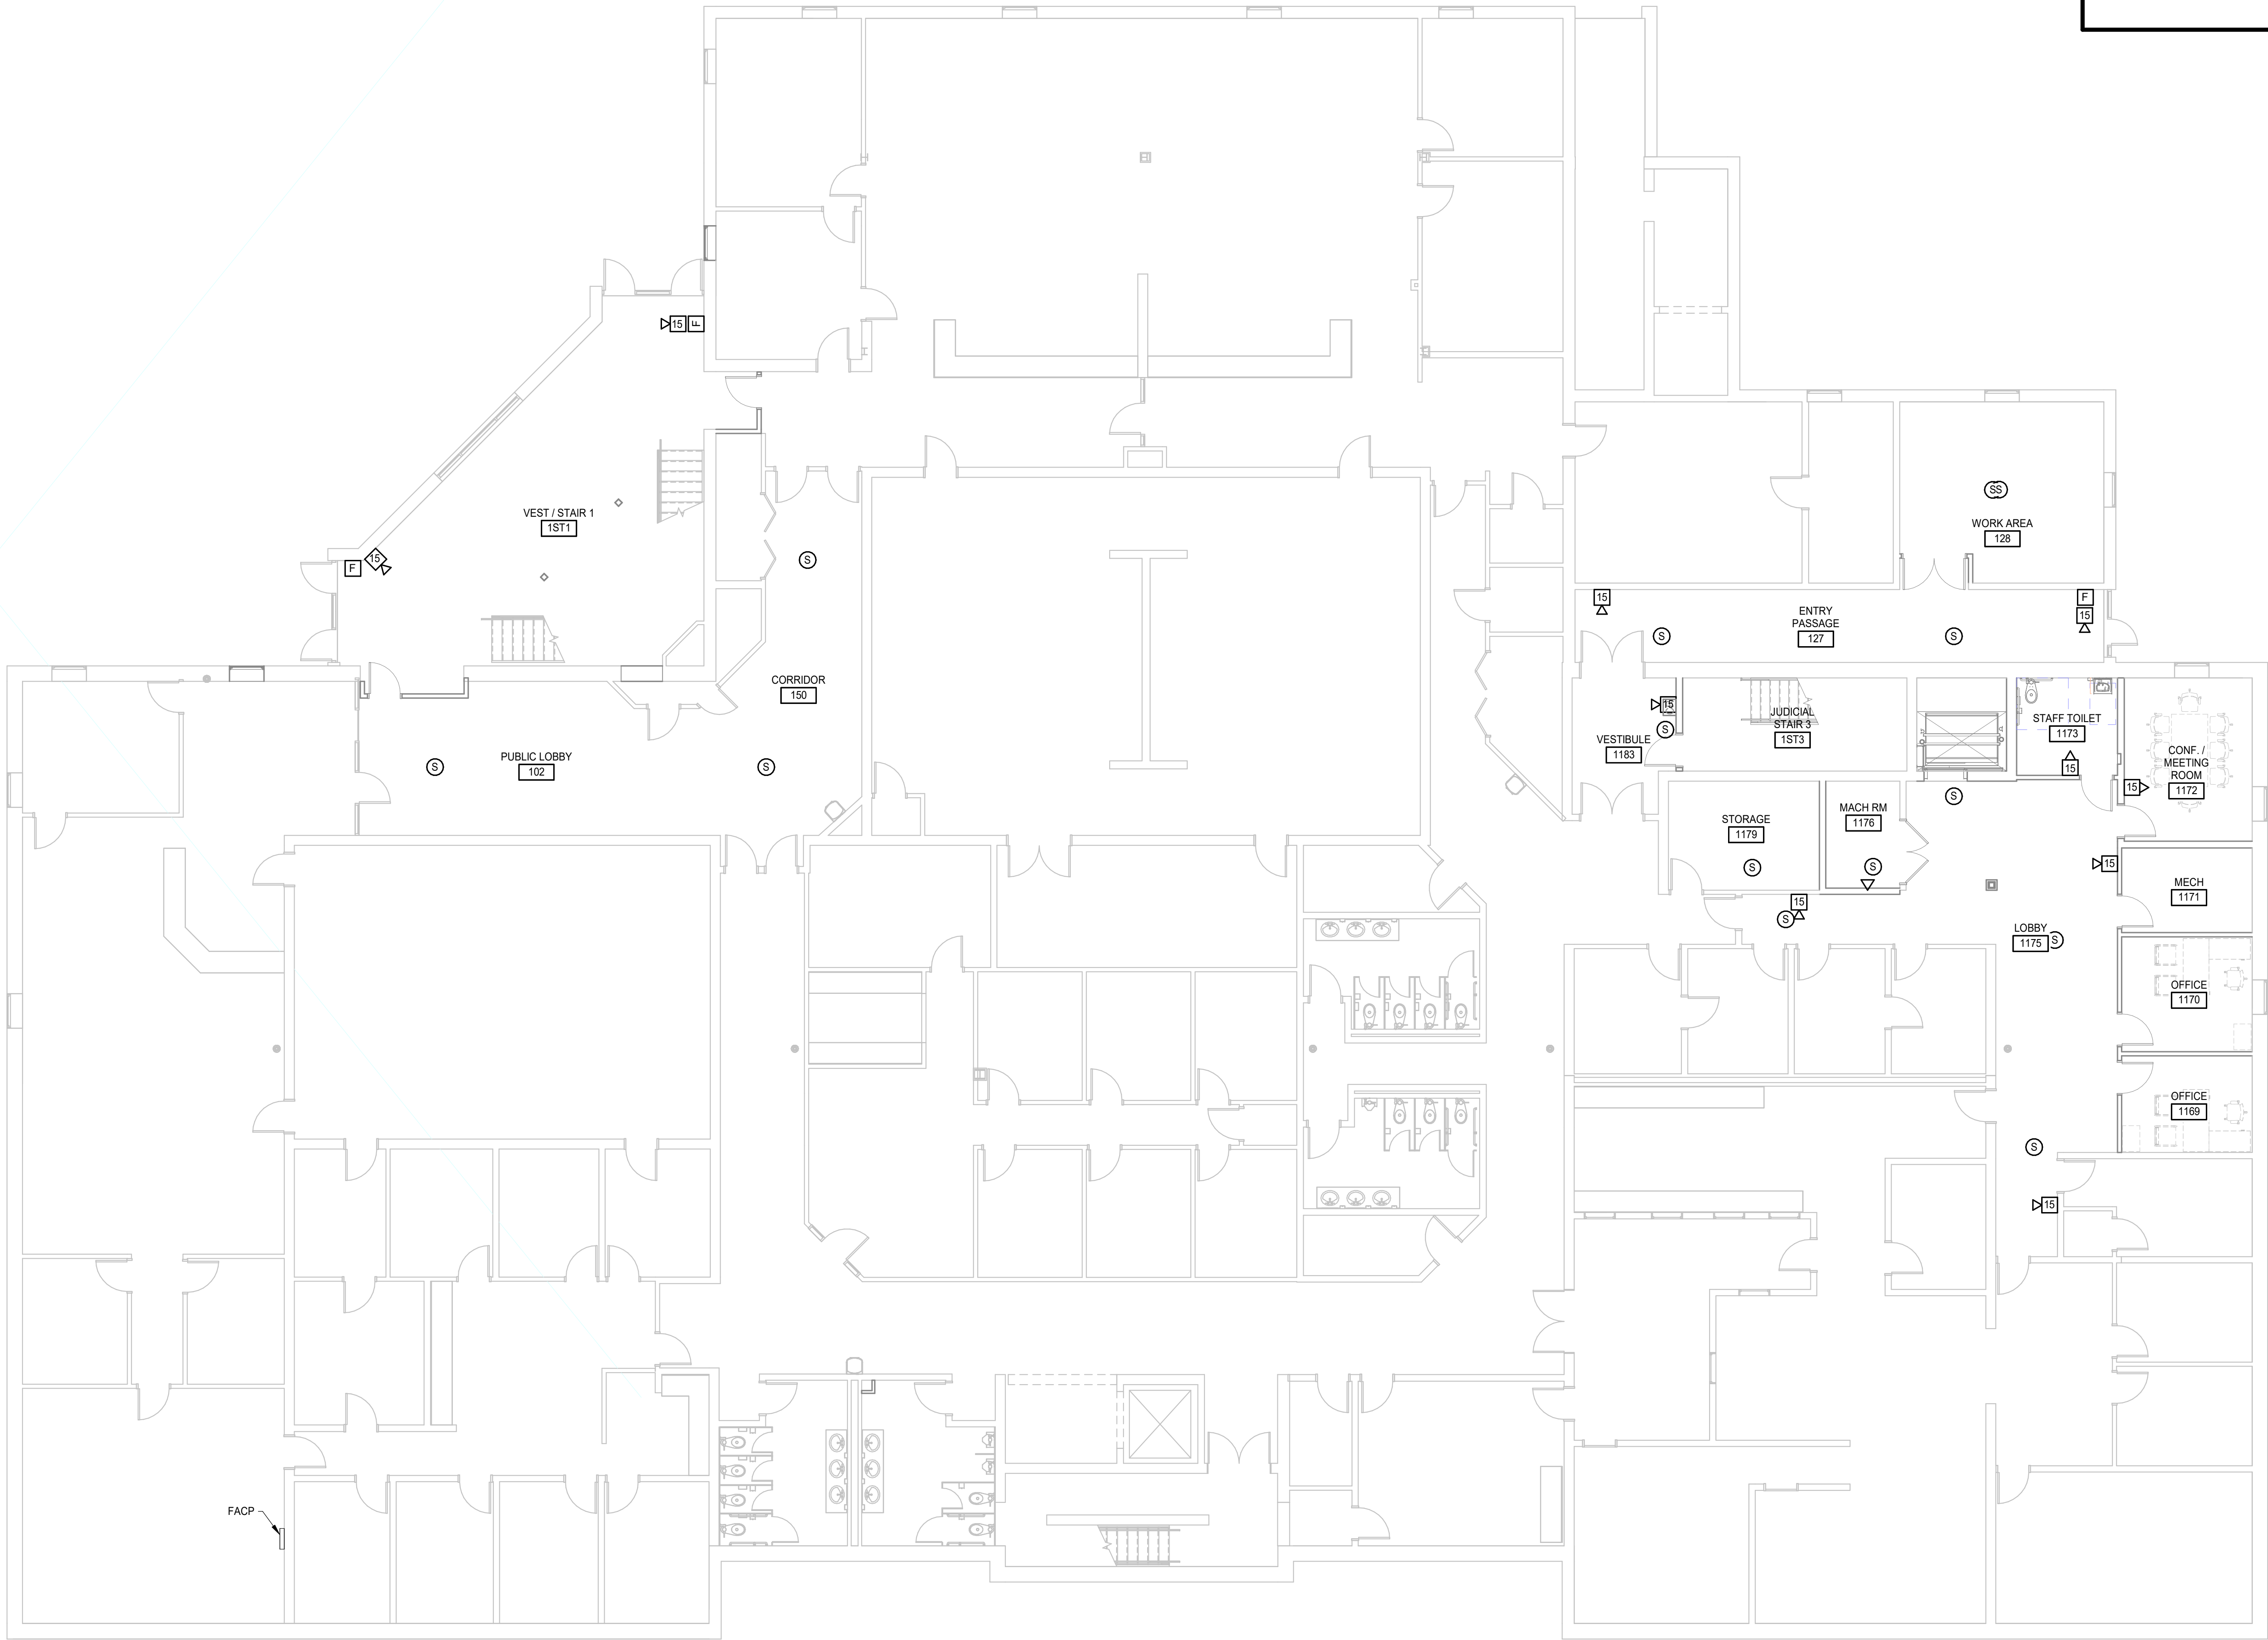 15 F
VEST / STAIR 1
1ST1
SS
WORK AREA
128
S
15
F
15
F
15
ENTRY
PASSAGE
127
S
S
CORRIDOR
150
15
S
JUDICIAL
STAIR 3
1ST3
STAFF TOILET
1173
15
VESTIBULE
1183
CONF. /
MEETING
ROOM
1172
15
PUBLIC LOBBY
102
S
S
S
STORAGE
1179
S
MACH RM
1176
S
15
MECH
1171
15
S
LOBBY
1175
S
OFFICE
1170
OFFICE
1169
S
15
FACP